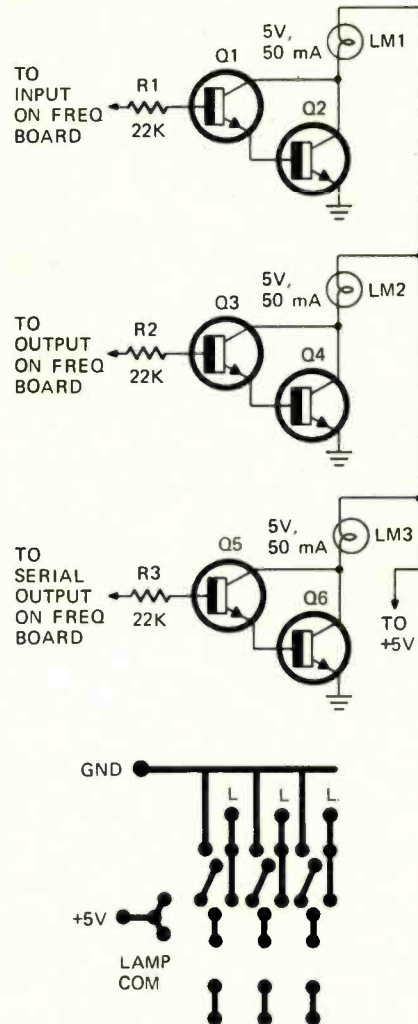 5V,
50 mA
LM1
Q1
TO
INPUT
ON FREQ
BOARD
R1
22K
Q2
5V,
50 mA
LM2
Q3
TO
OUTPUT
ON FREQ
BOARD
R2
22K
Q4
5V,
50 mA
LM3
Q5
TO
SERIAL
OUTPUT
ON FREQ
BOARD
R3
22K
Q6
TO
+5V
GND
L L L
+5V
LAMP
COM